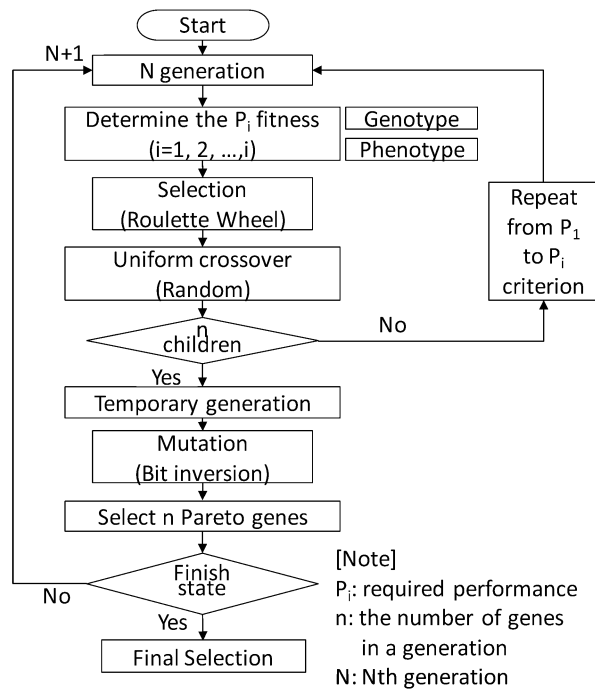 Start
N+1
N generation
Determine the Pᵢ fitness
(i=1, 2, ...,i)
Genotype
Phenotype
Selection
(Roulette Wheel)
Repeat
from P₁
to Pᵢ
criterion
Uniform crossover
(Random)
n
children
No
Yes
Temporary generation
Mutation
(Bit inversion)
Select n Pareto genes
Finish
state
No
Yes
Final Selection
[Note]
Pᵢ: required performance
n: the number of genes
in a generation
N: Nth generation